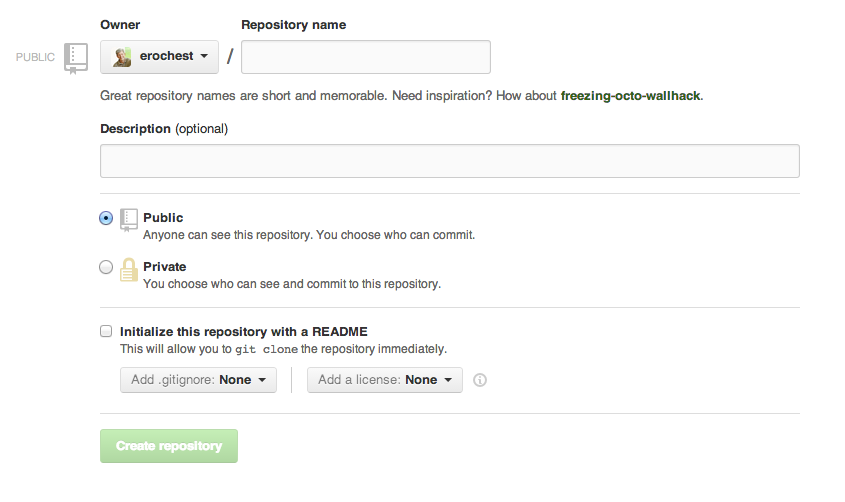 Owner Repository name
PUBLIC erochest /
Great repository names are short and memorable. Need inspiration? How about freezing-octo-wallhack.
Description (optional)
Public
Anyone can see this repository. You choose who can commit.
Private
You choose who can see and commit to this repository.
Initialize this repository with a README
This will allow you to git clone the repository immediately.
Add .gitignore: None Add a license: None
Create repository